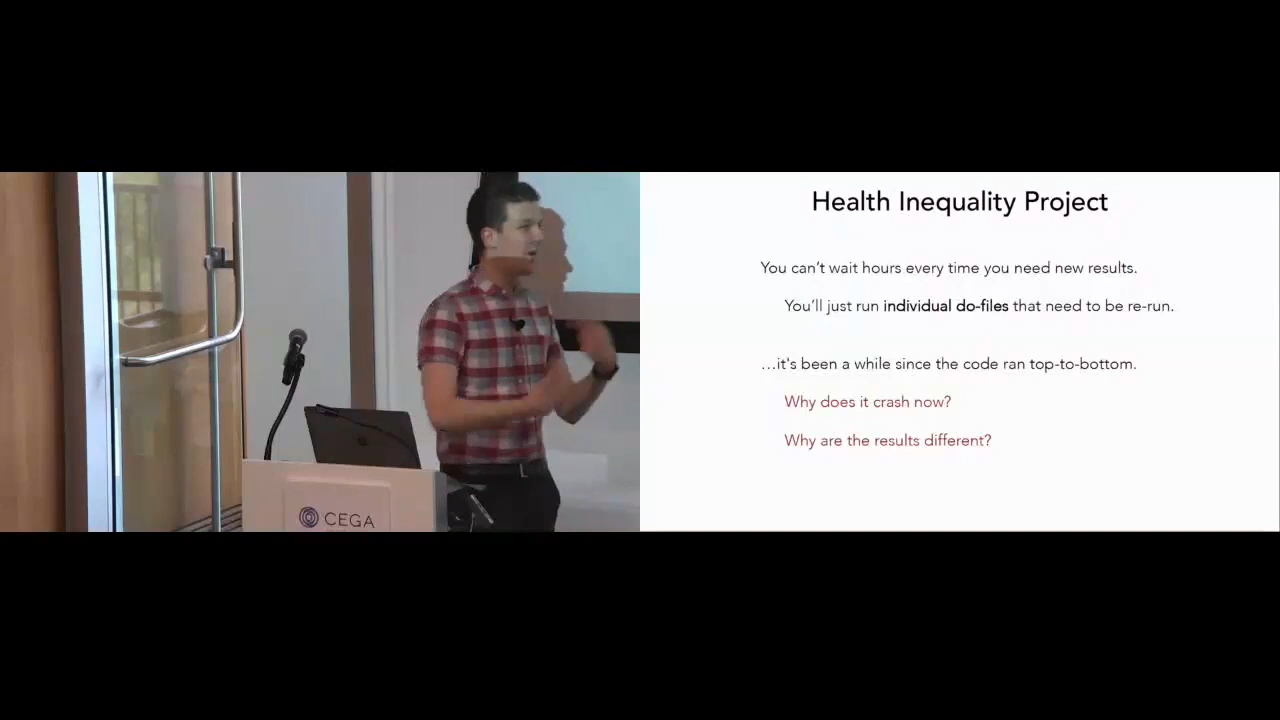 Health Inequality Project
You can't wait hours every time you need new results.
You'll just run individual do-files that need to be re-run.
…it's been a while since the code ran top-to-bottom.
Why does it crash now?
Why are the results different?
CEGA